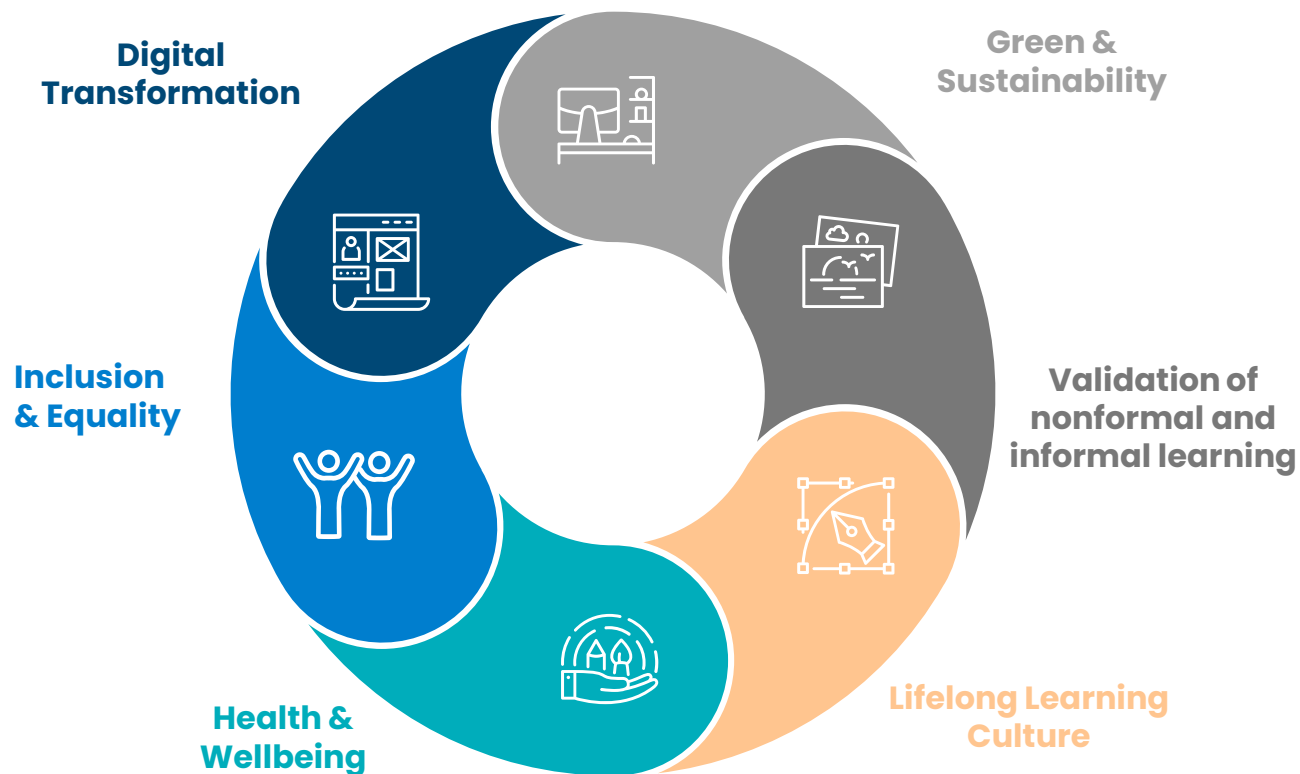 Digital
Transformation
Green &
Sustainability
Inclusion
& Equality
Validation of
nonformal and
informal learning
Health &
Wellbeing
Lifelong Learning
Culture